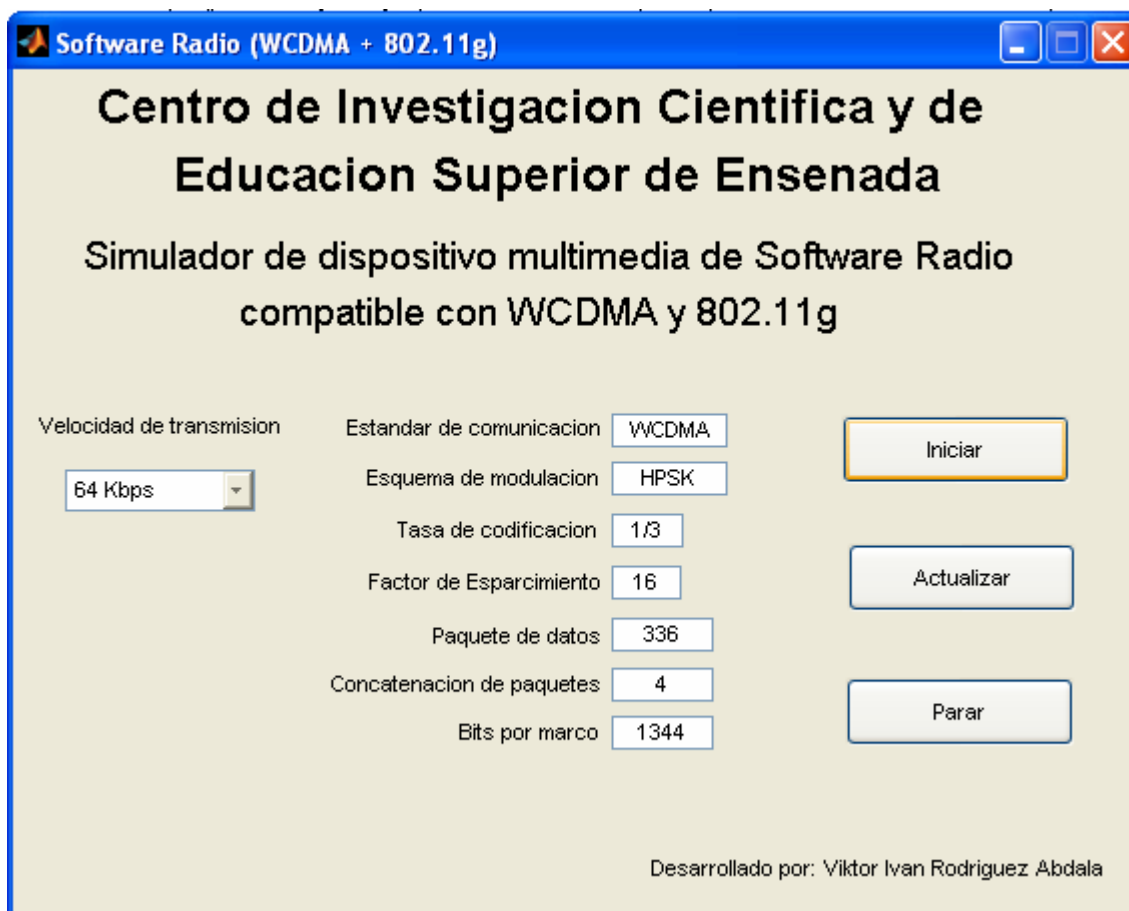 Software Radio (WCDMA + 802.11g)
Centro de Investigacion Cientifica y de
Educacion Superior de Ensenada
Simulador de dispositivo multimedia de Software Radio
compatible con WCDMA y 802.11g
Velocidad de transmision
64 Kbps
Estandar de comunicacion WCDMA
Esquema de modulacion HPSK
Tasa de codificacion 1/3
Factor de Esparcimiento 16
Paquete de datos 336
Concatenacion de paquetes 4
Bits por marco 1344
Iniciar
Actualizar
Parar
Desarrollado por: Viktor Ivan Rodriguez Abdala